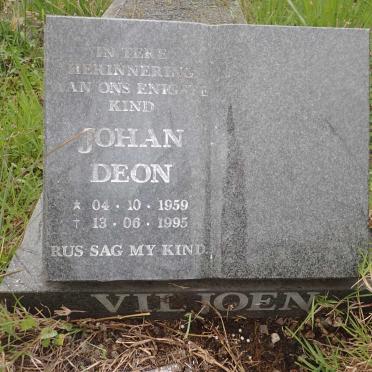 IN TERE
HERINNERING
AAN ONS ENIGSTE
KIND
JOHAN
DEON
* 04 · 10 · 1959
† 13 · 06 · 1995
RUS SAG MY KIND.
VILJOEN